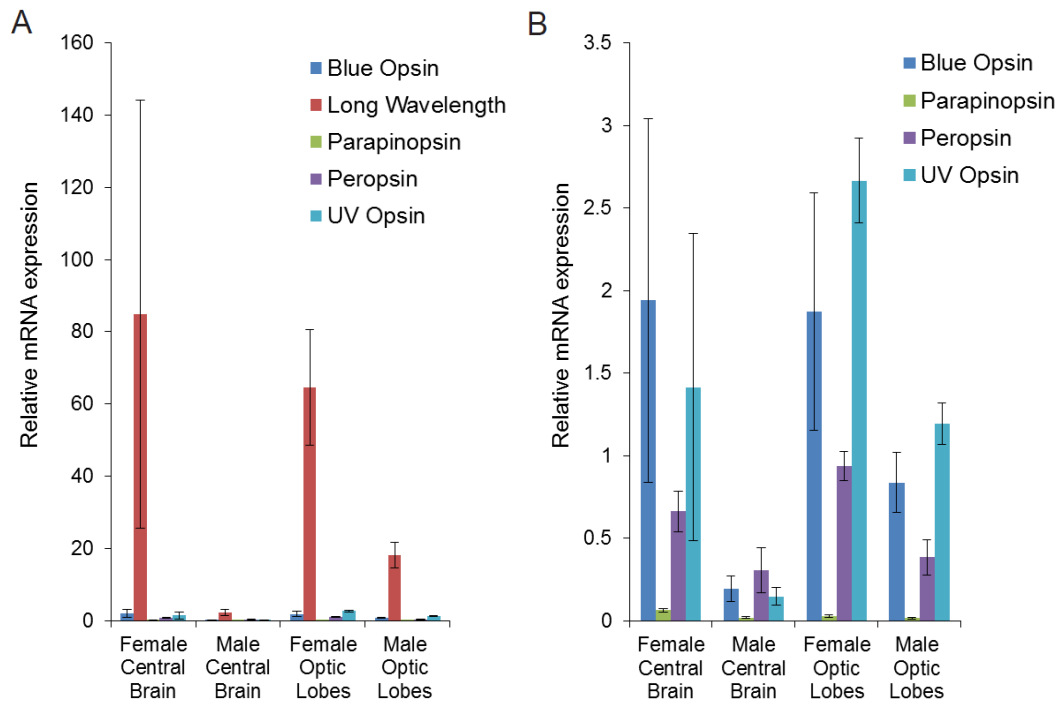 A
Relative mRNA expression
160
140
120
100
80
60
40
20
0
Blue Opsin
Long Wavelength
Parapinopsin
Peropsin
UV Opsin
Female
Central
Brain
Male
Central
Brain
Female
Optic
Lobes
Male
Optic
Lobes
B
Relative mRNA expression
3.5
3
2.5
2
1.5
1
0.5
0
Blue Opsin
Parapinopsin
Peropsin
UV Opsin
Female
Central
Brain
Male
Central
Brain
Female
Optic
Lobes
Male
Optic
Lobes